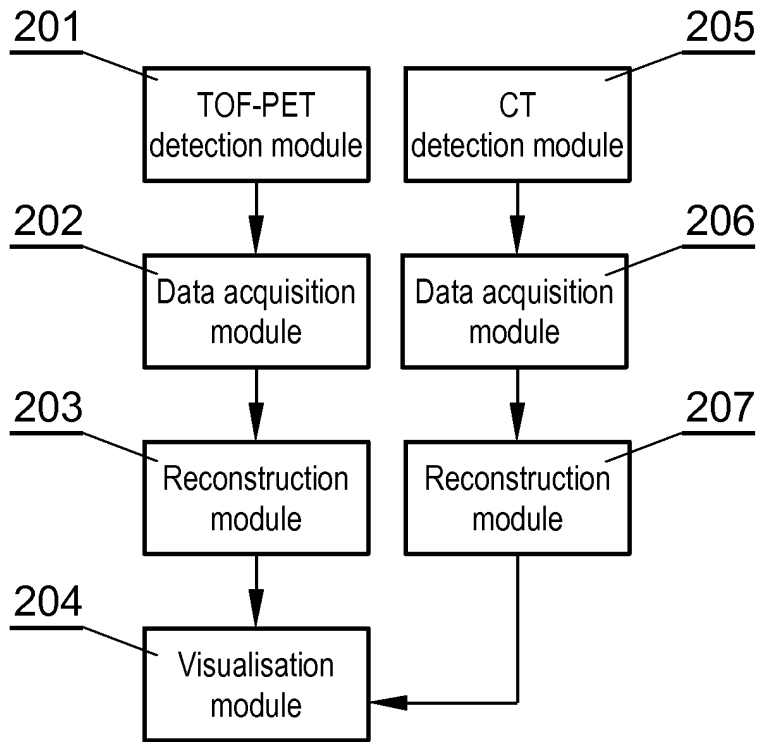 201
205
TOF-PET
detection module
CT
detection module
202
206
Data acquisition
module
Data acquisition
module
203
207
Reconstruction
module
Reconstruction
module
204
Visualisation
module